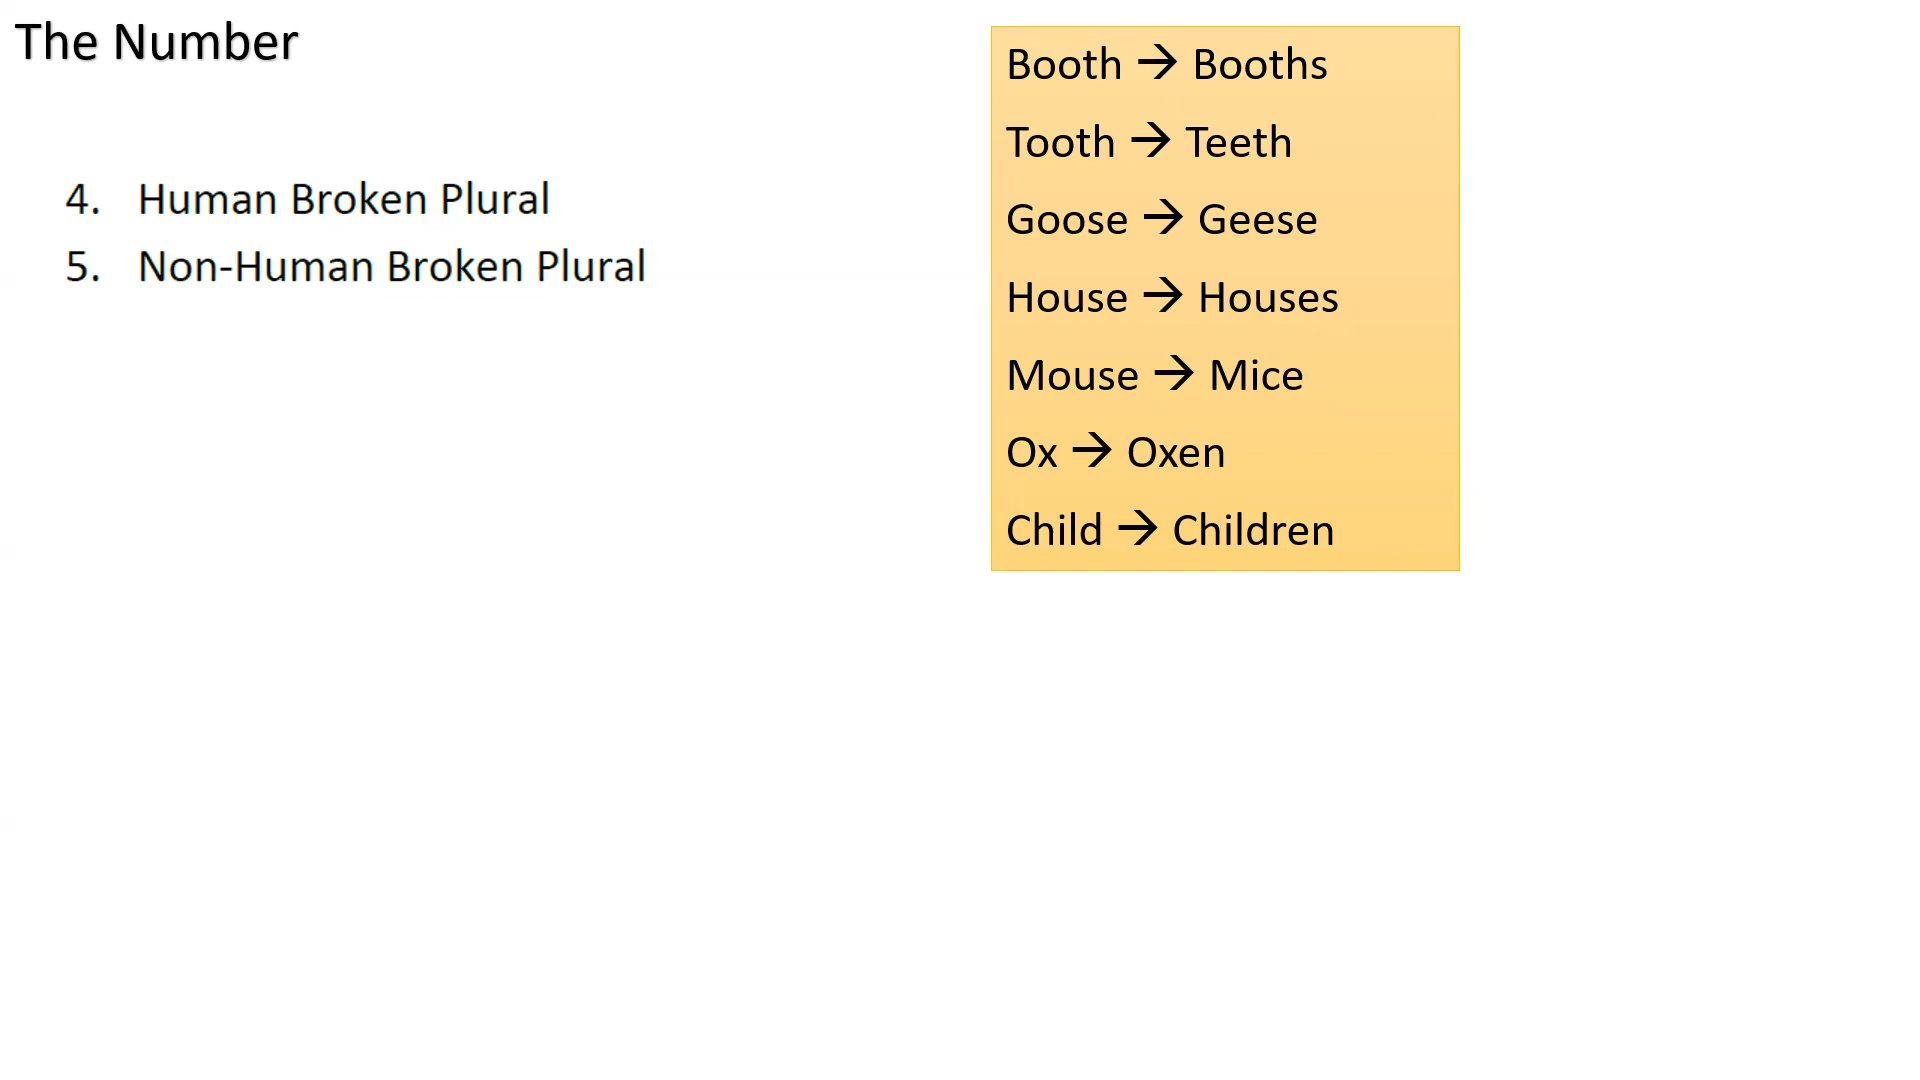 The Number
4. Human Broken Plural
5. Non-Human Broken Plural
Booth → Booths
Tooth → Teeth
Goose → Geese
House → Houses
Mouse → Mice
Ox → Oxen
Child → Children